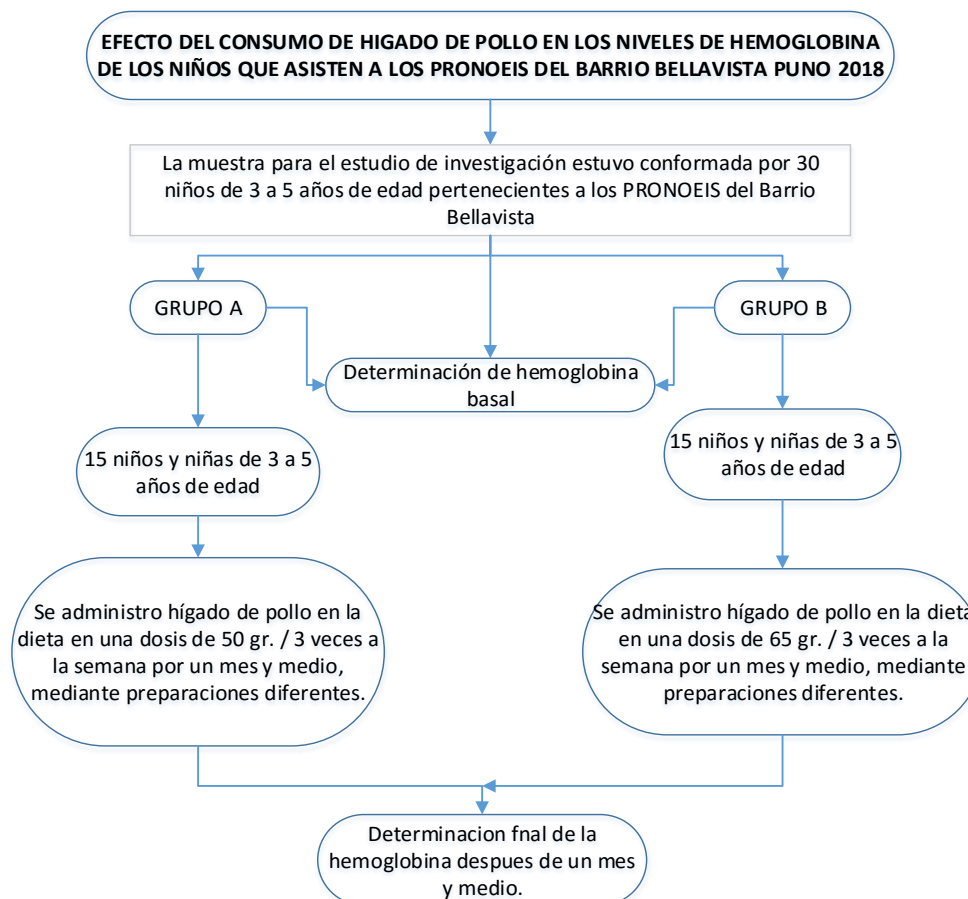 EFECTO DEL CONSUMO DE HIGADO DE POLLO EN LOS NIVELES DE HEMOGLOBINA
DE LOS NIÑOS QUE ASISTEN A LOS PRONOEIS DEL BARRIO BELLAVISTA PUNO 2018
La muestra para el estudio de investigación estuvo conformada por 30
niños de 3 a 5 años de edad pertenecientes a los PRONOEIS del Barrio
Bellavista
GRUPO A
GRUPO B
Determinación de hemoglobina
basal
15 niños y niñas de 3 a 5
años de edad
15 niños y niñas de 3 a 5
años de edad
Se administro hígado de pollo en la
dieta en una dosis de 50 gr. / 3 veces a
la semana por un mes y medio,
mediante preparaciones diferentes.
Se administro hígado de pollo en la dieta
en una dosis de 65 gr. / 3 veces a la
semana por un mes y medio, mediante
preparaciones diferentes.
Determinacion fnal de la
hemoglobina despues de un mes
y medio.